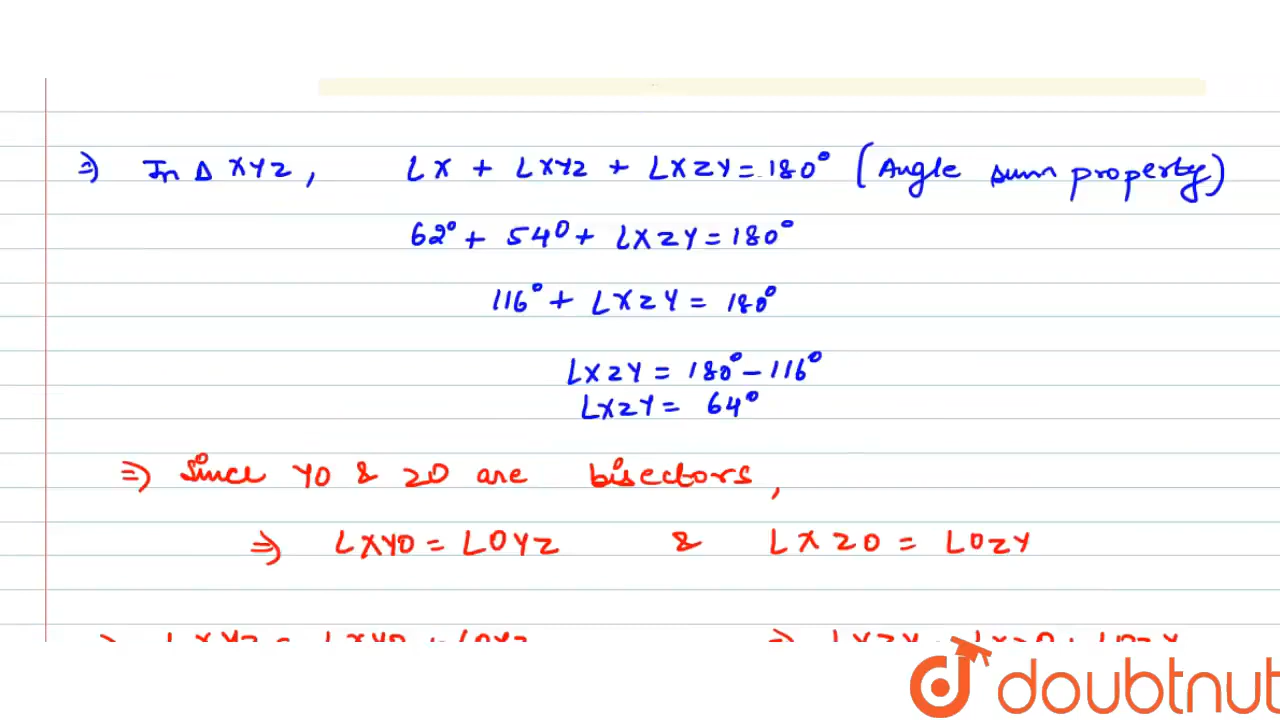 ⇒) In Δ XYZ, ∠X + ∠XYZ + ∠XZY = 180° (Angle sum property)
62° + 54° + ∠XZY = 180°
116° + ∠XZY = 180°
∠XZY = 180° - 116°
∠XZY = 64°
⇒) Since YO & ZO are bisectors,
⇒) ∠XYO = ∠OYZ & ∠XZO = ∠OZY
doubtnut